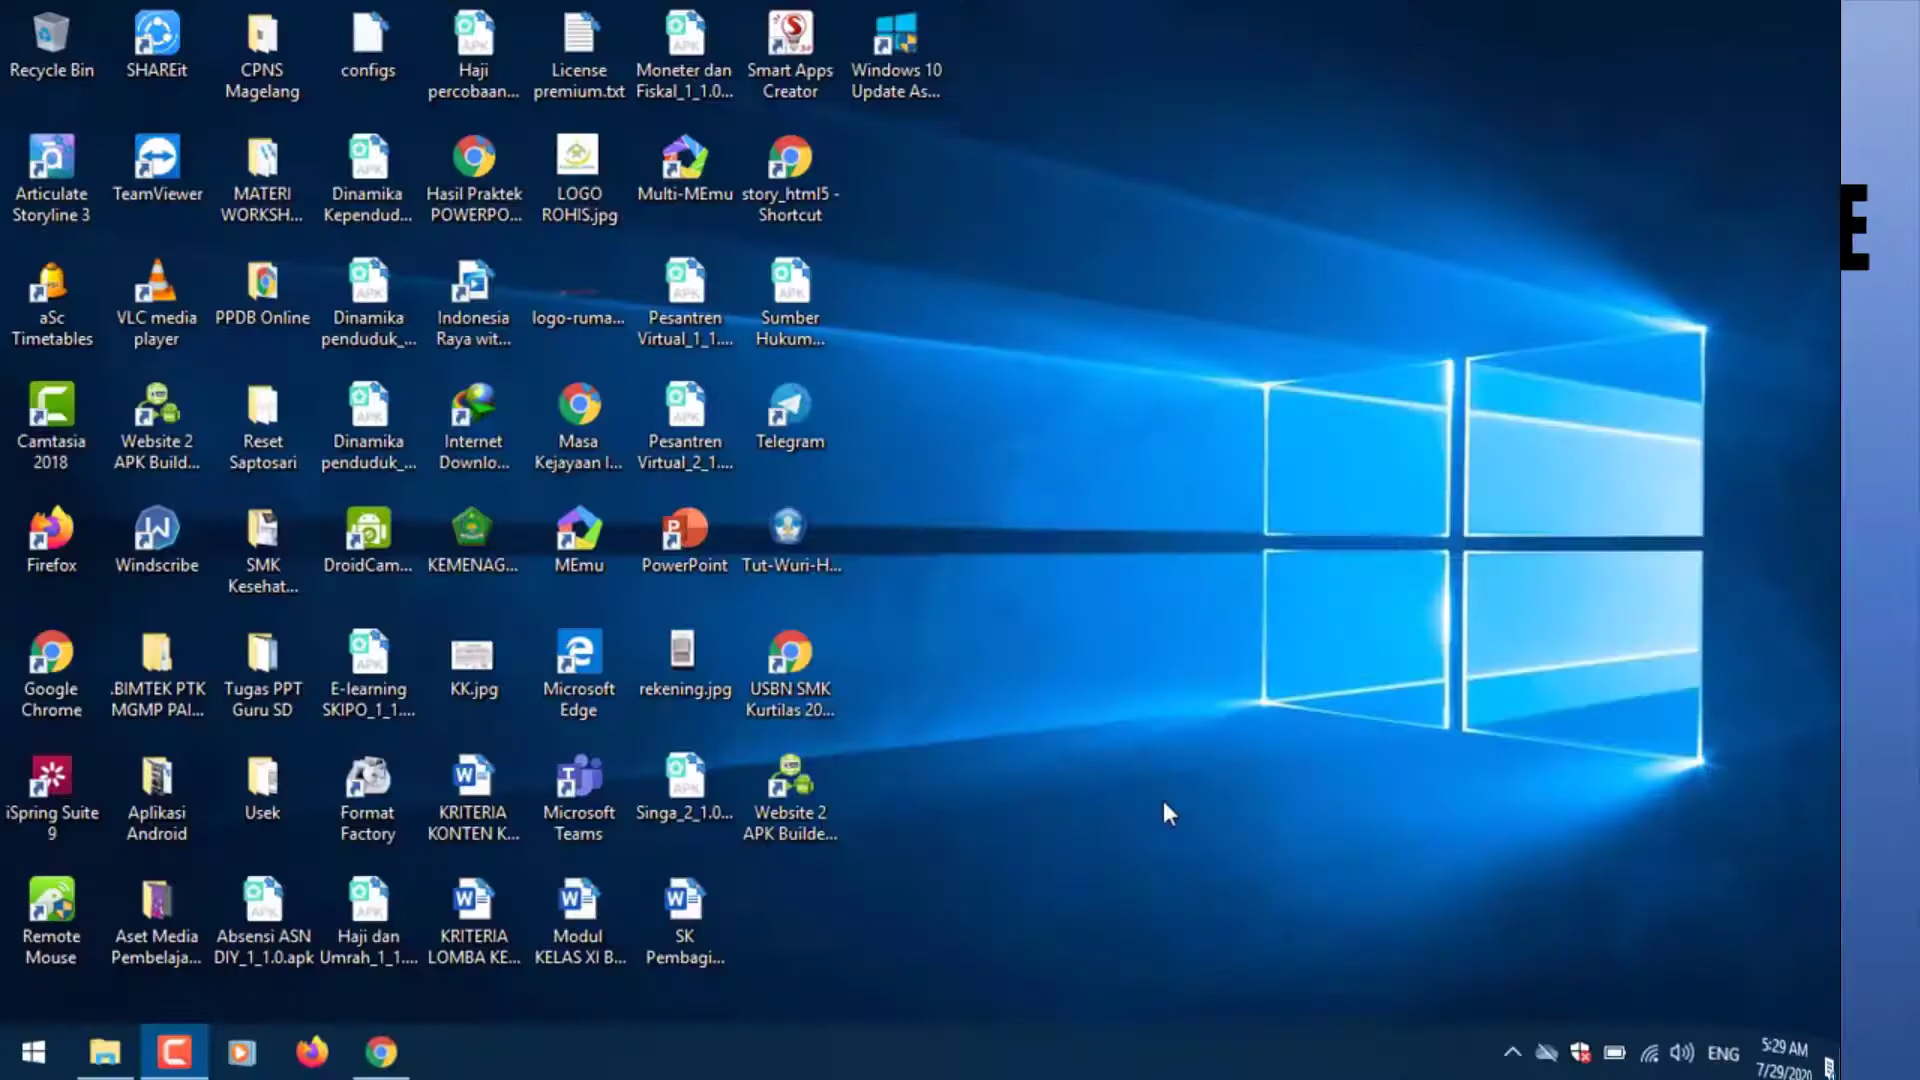 Recycle Bin
SHAREit
CPNS
Magelang
configs
Haji
percobaan...
License
premium.txt
Moneter dan
Fiskal_1_1.0...
Smart Apps
Creator
Windows 10
Update As...
Articulate
Storyline 3
TeamViewer
MATERI
WORKSH...
Dinamika
Kependud...
Hasil Praktek
POWERPO...
LOGO
ROHIS.jpg
Multi-MEmu
story_html5 -
Shortcut
E
aSc
Timetables
VLC media
player
PPDB Online
Dinamika
penduduk_...
Indonesia
Raya wit...
logo-ruma...
Pesantren
Virtual_1_1....
Sumber
Hukum...
Camtasia
2018
Website 2
APK Build...
Reset
Saptosari
Dinamika
penduduk_...
Internet
Downlo...
Masa
Kejayaan I...
Pesantren
Virtual_2_1....
Telegram
Firefox
Windscribe
SMK
Kesehat...
DroidCam...
KEMENAG...
MEmu
PowerPoint
Tut-Wuri-H...
Google
Chrome
.BIMTEK PTK
MGMP PAI...
Tugas PPT
Guru SD
E-learning
SKIPO_1_1....
KK.jpg
Microsoft
Edge
rekening.jpg
USBN SMK
Kurtilas 20...
iSpring Suite
9
Aplikasi
Android
Usek
Format
Factory
KRITERIA
KONTEN K...
Microsoft
Teams
Singa_2_1.0...
Website 2
APK Builde...
Remote
Mouse
Aset Media
Pembelaja...
Absensi ASN
DIY_1_1.0.apk
Haji dan
Umrah_1_1....
KRITERIA
LOMBA KE...
Modul
KELAS XI B...
SK
Pembagi...
ENG
5:29 AM
7/29/2020